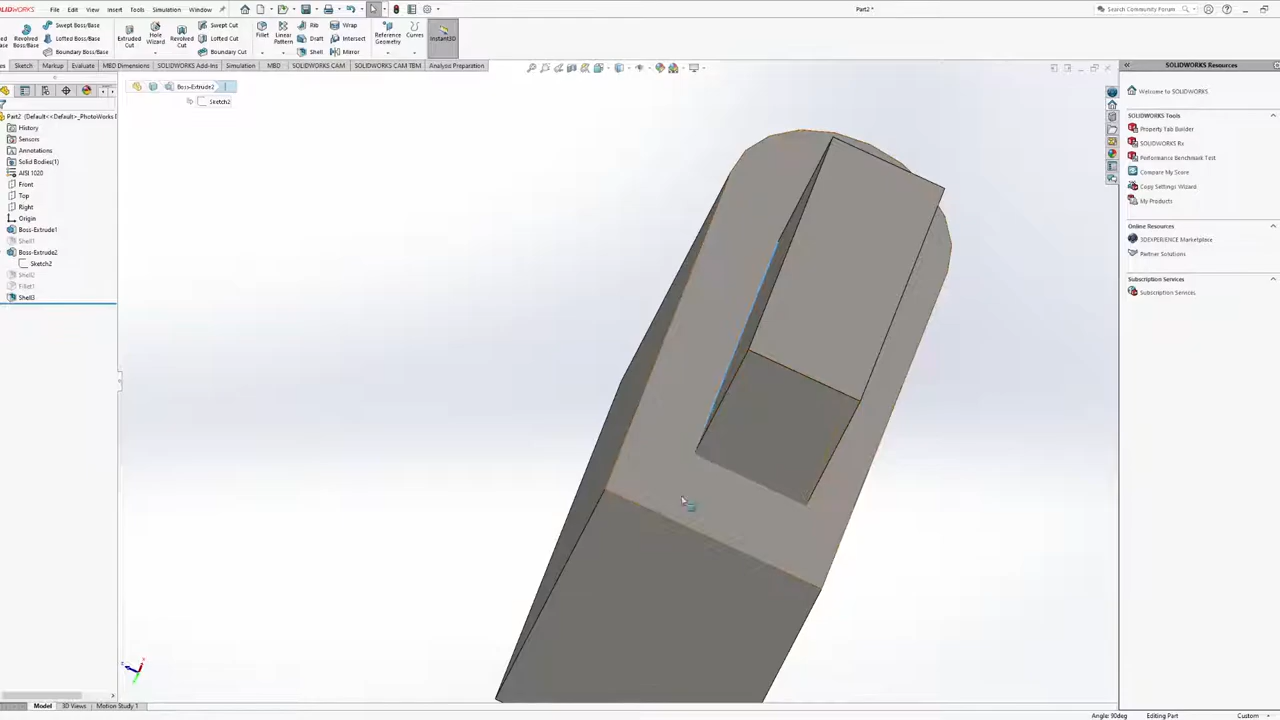 SOLIDWORKS File Edit View Insert Tools Simulation Window Part2 * Search Community Forum
Revolved Boss/Base
Swept Boss/Base
Lofted Boss/Base
Boundary Boss/Base
Extruded Cut
Hole Wizard
Revolved Cut
Swept Cut
Lofted Cut
Boundary Cut
Fillet
Linear Pattern
Rib
Draft
Shell
Wrap
Intersect
Mirror
Reference Geometry
Curves
Instant3D
Sketch Markup Evaluate MBD Dimensions SOLIDWORKS Add-Ins Simulation MBD SOLIDWORKS CAM SOLIDWORKS CAM TBM Analysis Preparation
Boss-Extrude2
Sketch2
Part2 (Default<<Default>_PhotoWorks
History
Sensors
Annotations
Solid Bodies(1)
AISI 1020
Front
Top
Right
Origin
Boss-Extrude1
Shell1
Boss-Extrude2
Sketch2
Shell2
Fillet1
Shell3
SOLIDWORKS Resources
Welcome to SOLIDWORKS
SOLIDWORKS Tools
Property Tab Builder
SOLIDWORKS Rx
Performance Benchmark Test
Compare My Score
Copy Settings Wizard
My Products
Online Resources
3DEXPERIENCE Marketplace
Partner Solutions
Subscription Services
Subscription Services
Model 3D Views Motion Study 1
Angle: 90deg Editing Part Custom